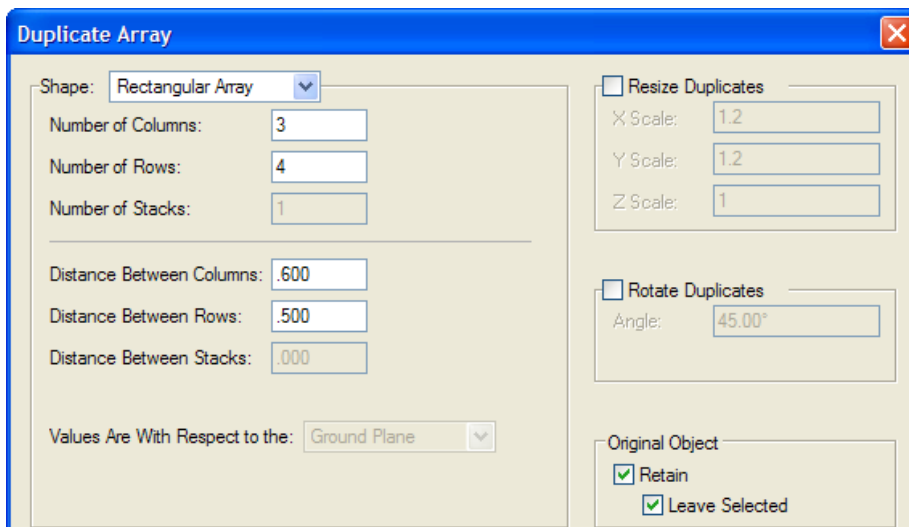 Duplicate Array
Shape: Rectangular Array
Number of Columns: 3
Number of Rows: 4
Number of Stacks: 1
Distance Between Columns: .600
Distance Between Rows: .500
Distance Between Stacks: .000
Values Are With Respect to the: Ground Plane
Resize Duplicates
X Scale: 1.2
Y Scale: 1.2
Z Scale: 1
Rotate Duplicates
Angle: 45.00°
Original Object
Retain
Leave Selected